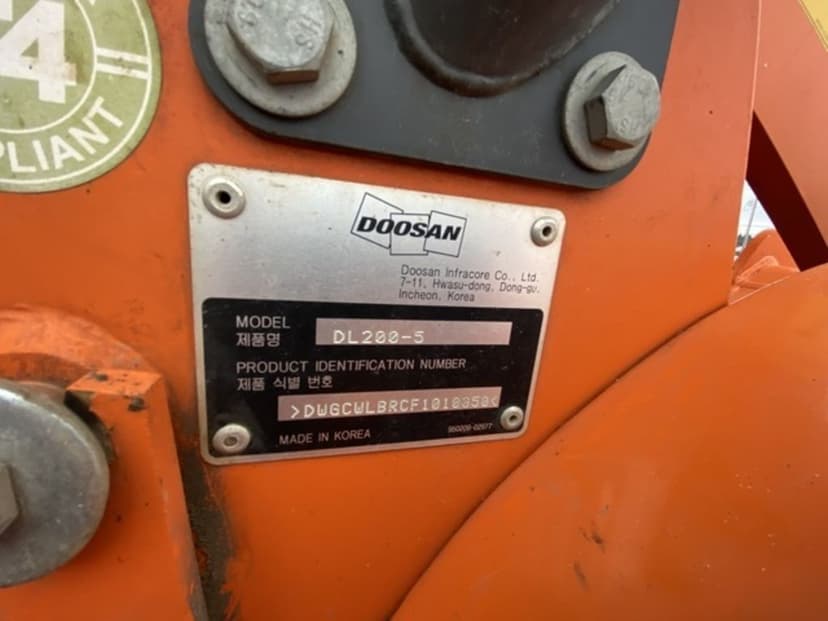 4
PLIANT
DOOSAN
Doosan Infracore Co., Ltd.
7-11, Hwasu-dong, Dong-gu,
Incheon, Korea
MODEL
제품명
DL200-5
PRODUCT IDENTIFICATION NUMBER
제품 식별 번호
MADE IN KOREA